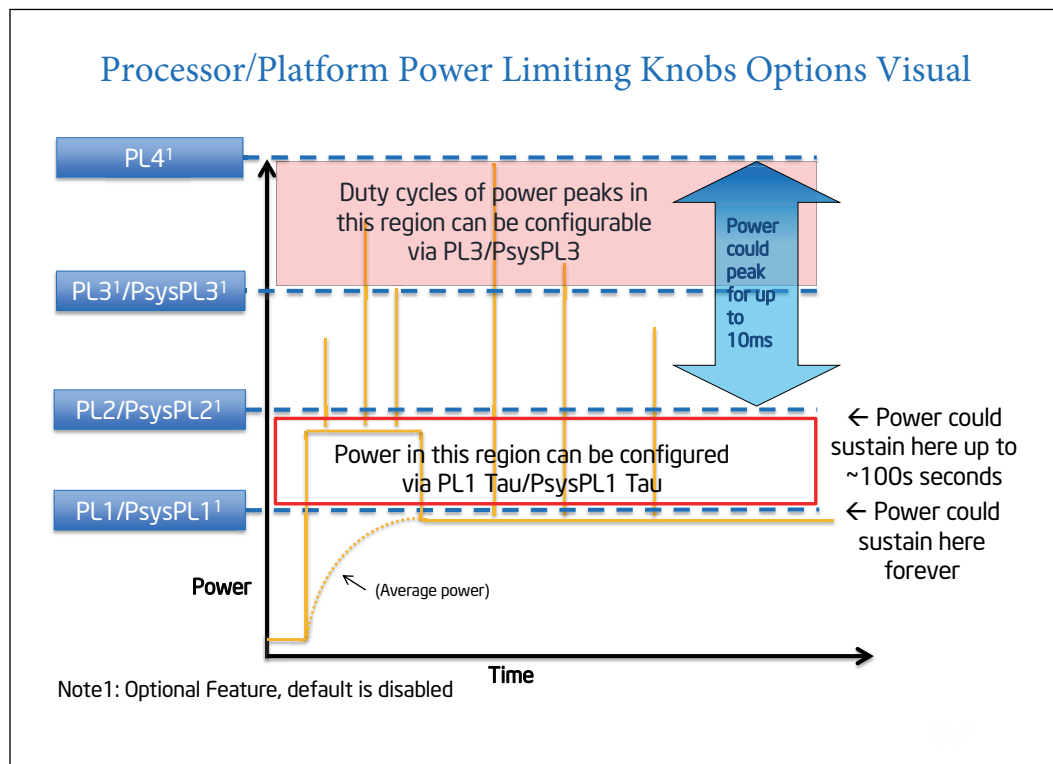 Processor/Platform Power Limiting Knobs Options Visual
PL4¹
Duty cycles of power peaks in
this region can be configurable
via PL3/PsysPL3
Power
could
peak
for up
to
10ms
PL3¹/PsysPL3¹
PL2/PsysPL2¹
← Power could
sustain here up to
~100s seconds
Power in this region can be configured
via PL1 Tau/PsysPL1 Tau
PL1/PsysPL1¹
← Power could
sustain here
forever
Power
(Average power)
Time
Note1: Optional Feature, default is disabled